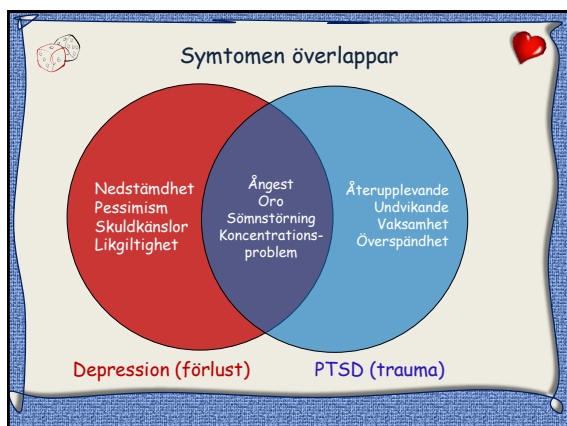 Symtomen överlappar
Nedstämdhet
Pessimism
Skuldkänslor
Likgiltighet
Ångest
Oro
Sömnstörning
Koncentrations-
problem
Återupplevande
Undvikande
Vaksamhet
Överspändhet
Depression (förlust)
PTSD (trauma)